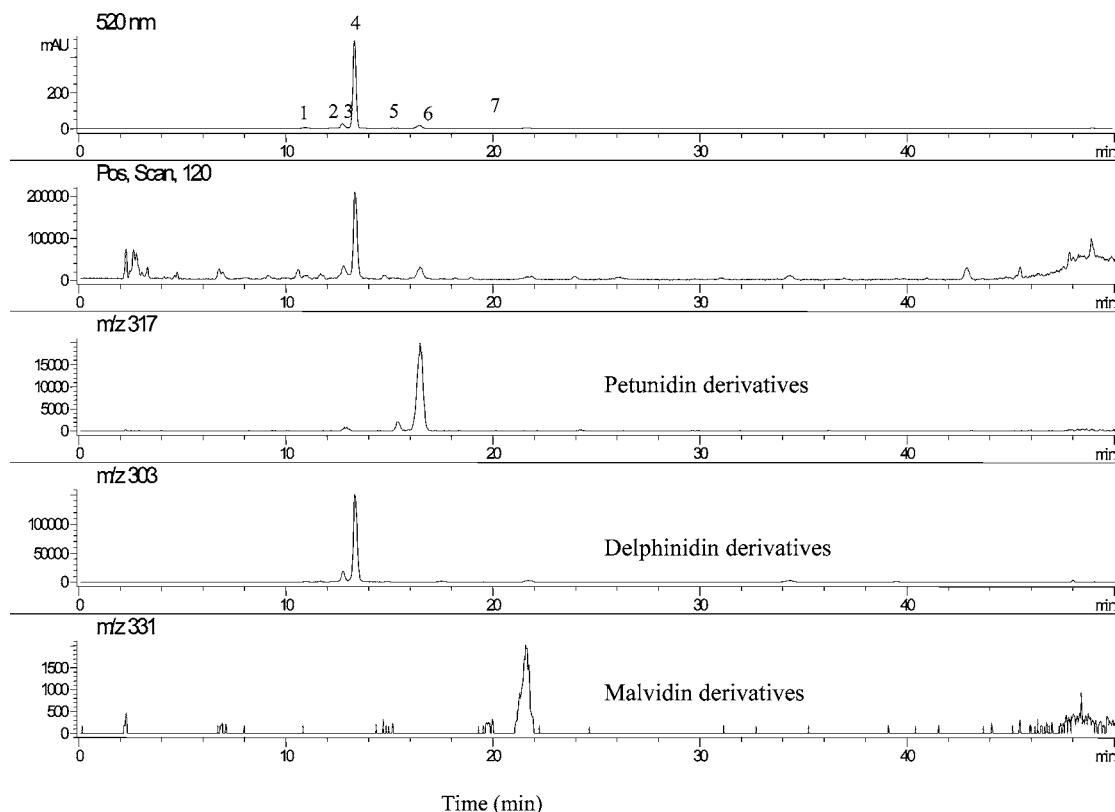 520 nm
4
mAU
200
1 2 3 5 6 7
0
0 10 20 30 40 min
Pos, Scan, 120
200000
100000
0
0 10 20 30 40 min
m/z 317
15000
10000
Petunidin derivatives
5000
0
0 10 20 30 40 min
m/z 303
100000
50000
Delphinidin derivatives
0
0 10 20 30 40 min
m/z 331
1500
1000
Malvidin derivatives
500
0
0 10 20 30 40 min
Time (min)